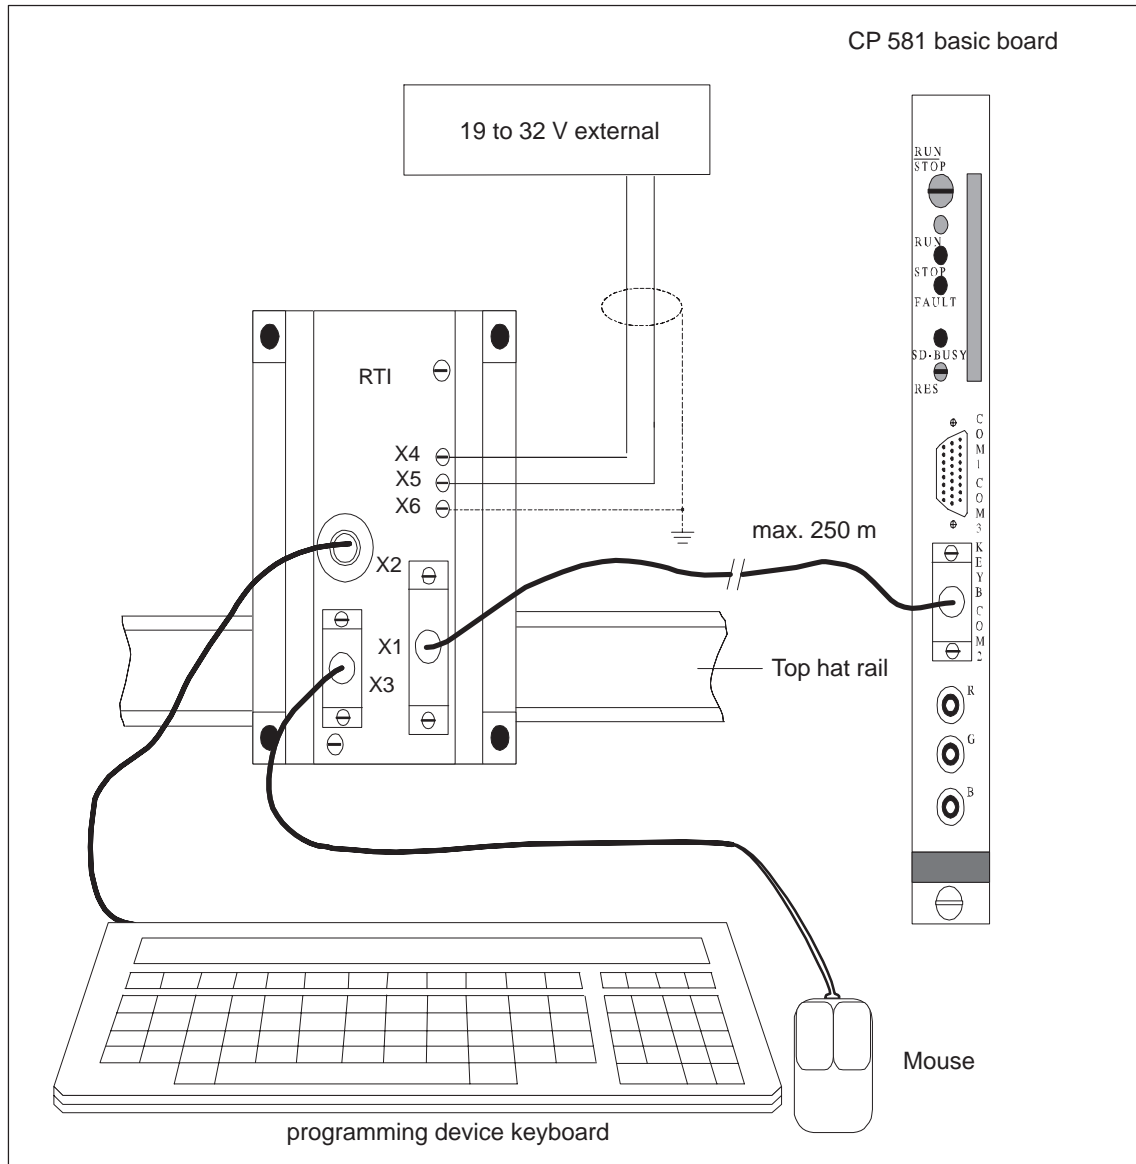 CP 581 basic board
19 to 32 V external
RUN
STOP
RUN
STOP
FAULT
SD-BUSY
RES
RTI
X4
X5
X6
COM1 COM3
max. 250 m
X2
KEYB COM2
X1
Top hat rail
X3
R
G
B
Mouse
programming device keyboard